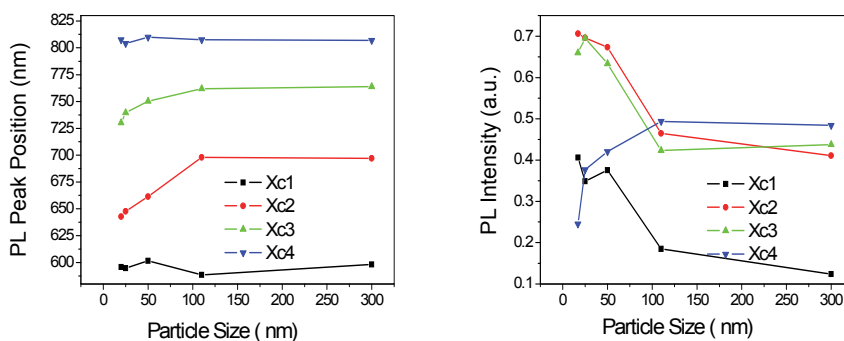 825
800
775
750
725
700
675
650
625
600
PL Peak Position (nm)
Xc1
Xc2
Xc3
Xc4
0 50 100 150 200 250 300
Particle Size ( nm)
0.7
0.6
0.5
0.4
0.3
0.2
0.1
PL Intensity (a.u.)
Xc1
Xc2
Xc3
Xc4
0 50 100 150 200 250 300
Particle Size ( nm)